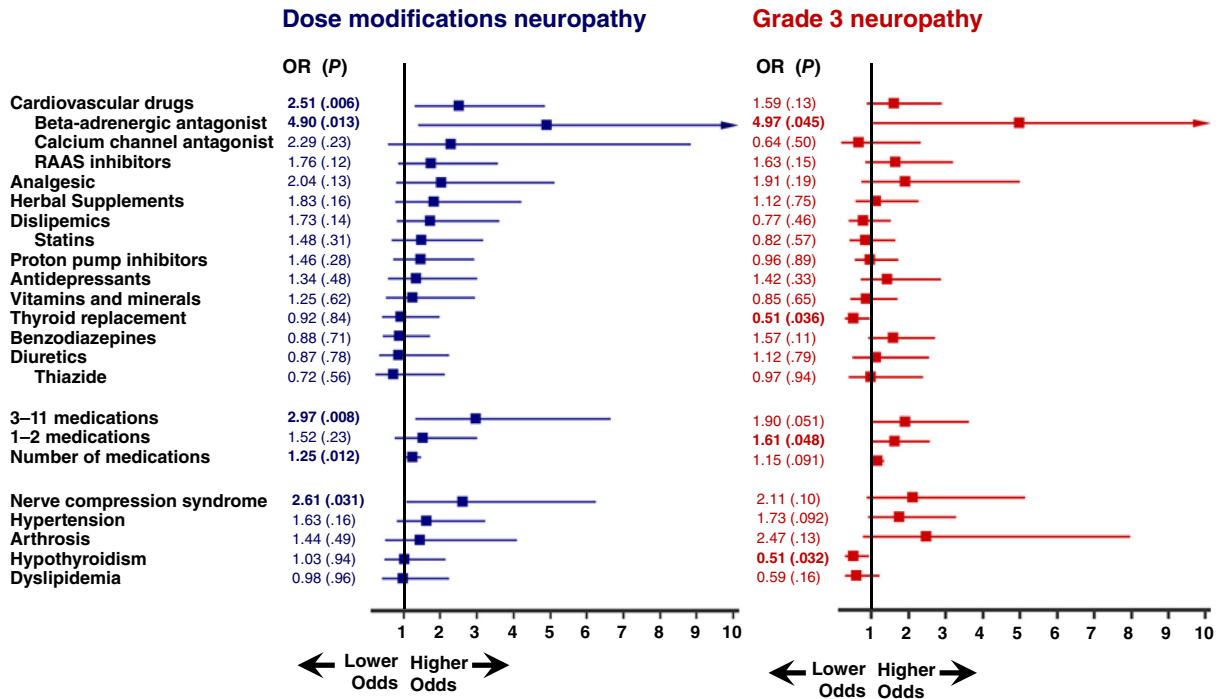 Dose modifications neuropathy Grade 3 neuropathy
OR (P) OR (P)
Cardiovascular drugs 2.51 (.006) 1.59 (.13)
Beta-adrenergic antagonist 4.90 (.013) 4.97 (.045)
Calcium channel antagonist 2.29 (.23) 0.64 (.50)
RAAS inhibitors 1.76 (.12) 1.63 (.15)
Analgesic 2.04 (.13) 1.91 (.19)
Herbal Supplements 1.83 (.16) 1.12 (.75)
Dislipemics 1.73 (.14) 0.77 (.46)
Statins 1.48 (.31) 0.82 (.57)
Proton pump inhibitors 1.46 (.28) 0.96 (.89)
Antidepressants 1.34 (.48) 1.42 (.33)
Vitamins and minerals 1.25 (.62) 0.85 (.65)
Thyroid replacement 0.92 (.84) 0.51 (.036)
Benzodiazepines 0.88 (.71) 1.57 (.11)
Diuretics 0.87 (.78) 1.12 (.79)
Thiazide 0.72 (.56) 0.97 (.94)
3–11 medications 2.97 (.008) 1.90 (.051)
1–2 medications 1.52 (.23) 1.61 (.048)
Number of medications 1.25 (.012) 1.15 (.091)
Nerve compression syndrome 2.61 (.031) 2.11 (.10)
Hypertension 1.63 (.16) 1.73 (.092)
Arthrosis 1.44 (.49) 2.47 (.13)
Hypothyroidism 1.03 (.94) 0.51 (.032)
Dyslipidemia 0.98 (.96) 0.59 (.16)
1 2 3 4 5 6 7 8 9 10 1 2 3 4 5 6 7 8 9 10
Lower Higher Lower Higher
Odds Odds Odds Odds